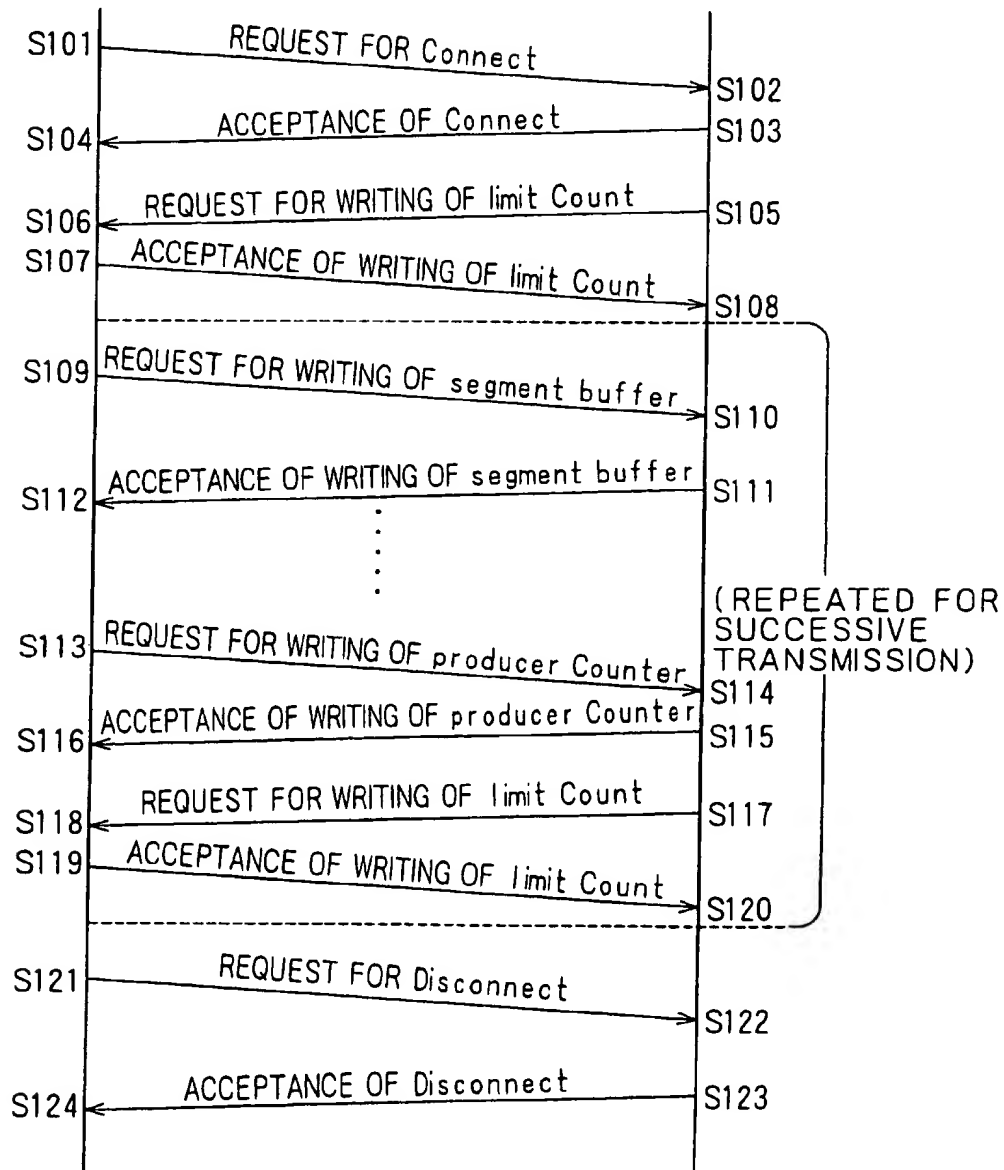 S101 REQUEST FOR Connect
S102
ACCEPTANCE OF Connect S103
S104
REQUEST FOR WRITING OF limit Count S105
S106
S107 ACCEPTANCE OF WRITING OF limit Count
S108
S109 REQUEST FOR WRITING OF segment buffer
S110
ACCEPTANCE OF WRITING OF segment buffer S111
S112
(REPEATED FOR
SUCCESSIVE
TRANSMISSION)
S113 REQUEST FOR WRITING OF producer Counter
S114
ACCEPTANCE OF WRITING OF producer Counter S115
S116
REQUEST FOR WRITING OF limit Count S117
S118
S119 ACCEPTANCE OF WRITING OF limit Count
S120
S121 REQUEST FOR Disconnect
S122
ACCEPTANCE OF Disconnect S123
S124